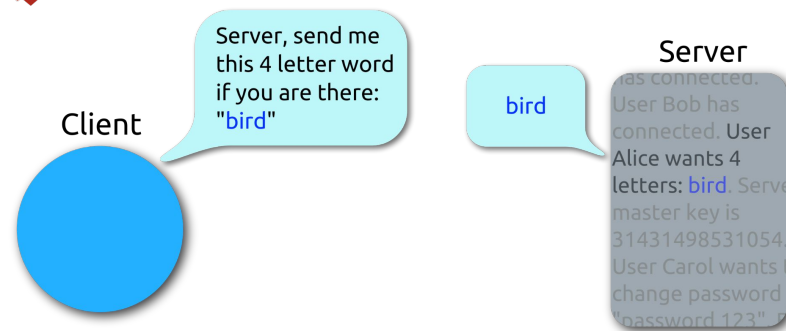 Server, send me
this 4 letter word
if you are there:
"bird"
Client
bird
Server
has connected.
User Bob has
connected. User
Alice wants 4
letters: bird. Serve
master key is
31431498531054.
User Carol wants t
change password
"password 123".